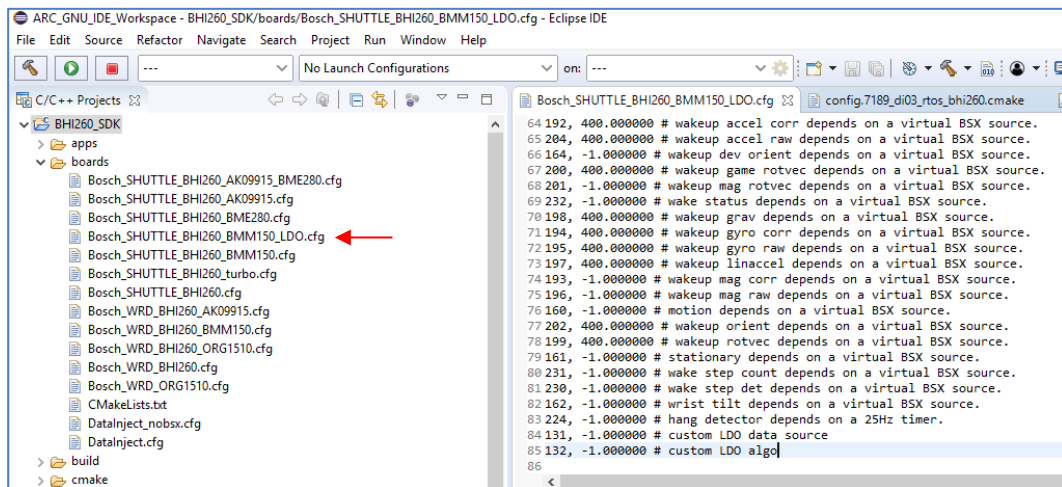 ARC_GNU_IDE_Workspace - BHI260_SDK/boards/Bosch_SHUTTLE_BHI260_BMM150_LDO.cfg - Eclipse IDE
File Edit Source Refactor Navigate Search Project Run Window Help
--- No Launch Configurations on: ---
C/C++ Projects
BHI260_SDK
apps
boards
Bosch_SHUTTLE_BHI260_AK09915_BME280.cfg
Bosch_SHUTTLE_BHI260_AK09915.cfg
Bosch_SHUTTLE_BHI260_BME280.cfg
Bosch_SHUTTLE_BHI260_BMM150_LDO.cfg
Bosch_SHUTTLE_BHI260_BMM150.cfg
Bosch_SHUTTLE_BHI260_turbo.cfg
Bosch_SHUTTLE_BHI260.cfg
Bosch_WRD_BHI260_AK09915.cfg
Bosch_WRD_BHI260_BMM150.cfg
Bosch_WRD_BHI260_ORG1510.cfg
Bosch_WRD_BHI260.cfg
Bosch_WRD_ORG1510.cfg
CMakeLists.txt
DataInject_nobsx.cfg
DataInject.cfg
build
cmake
Bosch_SHUTTLE_BHI260_BMM150_LDO.cfg config.7189_di03_rtos_bhi260.cmake
64 192, 400.000000 # wakeup accel corr depends on a virtual BSX source.
65 204, 400.000000 # wakeup accel raw depends on a virtual BSX source.
66 164, -1.000000 # wakeup dev orient depends on a virtual BSX source.
67 200, 400.000000 # wakeup game rotvec depends on a virtual BSX source.
68 201, -1.000000 # wakeup mag rotvec depends on a virtual BSX source.
69 232, -1.000000 # wake status depends on a virtual BSX source.
70 198, 400.000000 # wakeup grav depends on a virtual BSX source.
71 194, 400.000000 # wakeup gyro corr depends on a virtual BSX source.
72 195, 400.000000 # wakeup gyro raw depends on a virtual BSX source.
73 197, 400.000000 # wakeup linaccel depends on a virtual BSX source.
74 193, -1.000000 # wakeup mag corr depends on a virtual BSX source.
75 196, -1.000000 # wakeup mag raw depends on a virtual BSX source.
76 160, -1.000000 # motion depends on a virtual BSX source.
77 202, 400.000000 # wakeup orient depends on a virtual BSX source.
78 199, 400.000000 # wakeup rotvec depends on a virtual BSX source.
79 161, -1.000000 # stationary depends on a virtual BSX source.
80 231, -1.000000 # wake step count depends on a virtual BSX source.
81 230, -1.000000 # wake step det depends on a virtual BSX source.
82 162, -1.000000 # wrist tilt depends on a virtual BSX source.
83 224, -1.000000 # hang detector depends on a 25Hz timer.
84 131, -1.000000 # custom LDO data source
85 132, -1.000000 # custom LDO algo
86